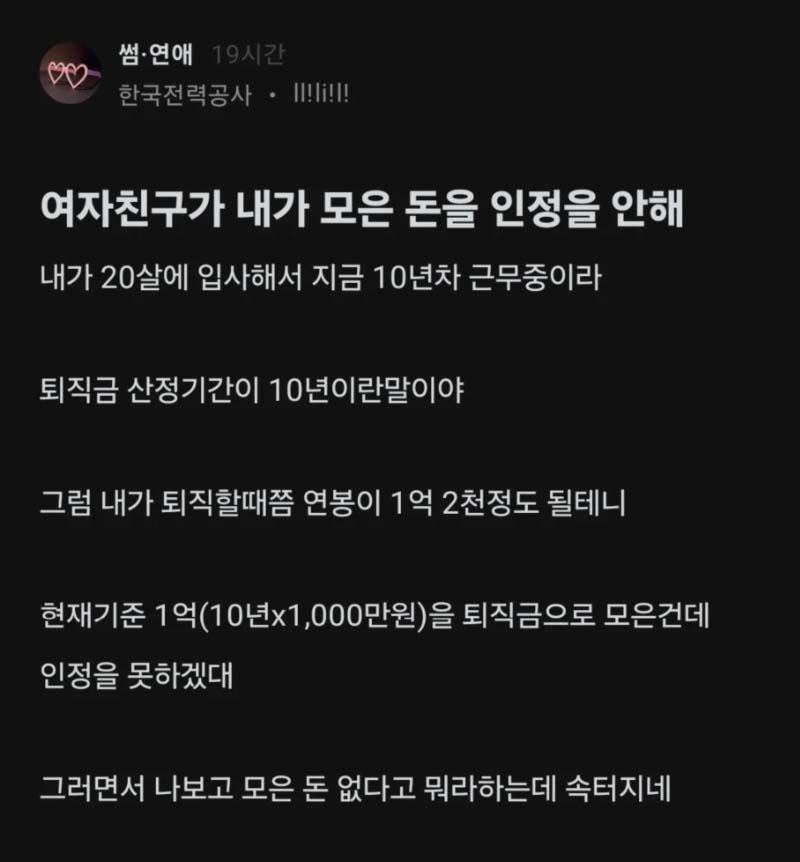 썸·연애 19시간
한국전력공사 · ll!li!l!
여자친구가 내가 모은 돈을 인정을 안해
내가 20살에 입사해서 지금 10년차 근무중이라
퇴직금 산정기간이 10년이란말이야
그럼 내가 퇴직할때쯤 연봉이 1억 2천정도 될테니
현재기준 1억(10년x1,000만원)을 퇴직금으로 모은건데
인정을 못하겠대
그러면서 나보고 모은 돈 없다고 뭐라하는데 속터지네